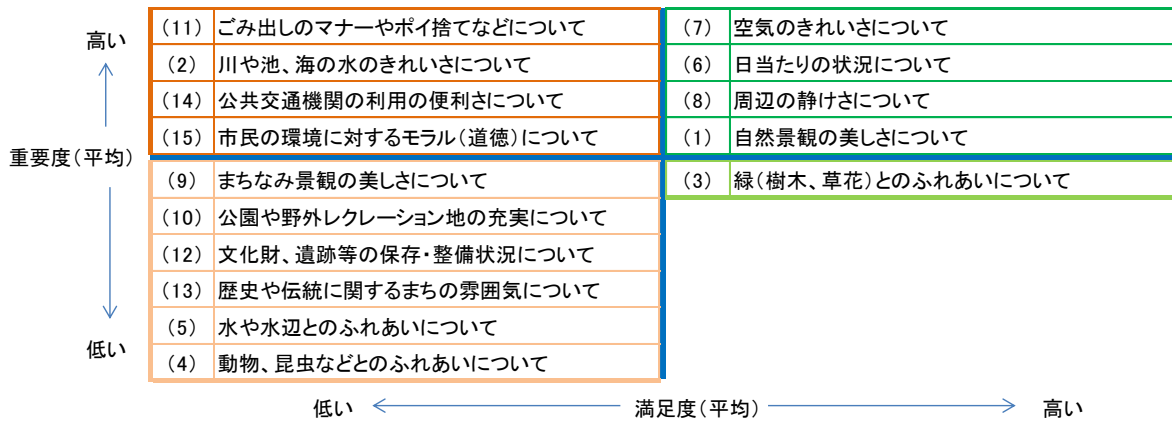 高い
重要度(平均)
低い
(11) ごみ出しのマナーやポイ捨てなどについて
(2) 川や池、海の水のきれいさについて
(14) 公共交通機関の利用の便利さについて
(15) 市民の環境に対するモラル(道徳)について
(7) 空気のきれいさについて
(6) 日当たりの状況について
(8) 周辺の静けさについて
(1) 自然景観の美しさについて
(9) まちなみ景観の美しさについて
(10) 公園や野外レクレーション地の充実について
(12) 文化財、遺跡等の保存・整備状況について
(13) 歴史や伝統に関するまちの雰囲気について
(5) 水や水辺とのふれあいについて
(4) 動物、昆虫などとのふれあいについて
(3) 緑(樹木、草花)とのふれあいについて
低い 満足度(平均) 高い